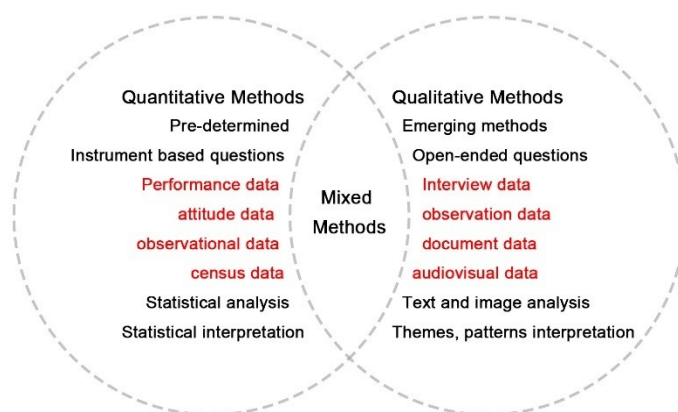 Quantitative Methods
Pre-determined
Instrument based questions
Performance data
attitude data
observational data
census data
Statistical analysis
Statistical interpretation
Mixed
Methods
Qualitative Methods
Emerging methods
Open-ended questions
Interview data
observation data
document data
audiovisual data
Text and image analysis
Themes, patterns interpretation